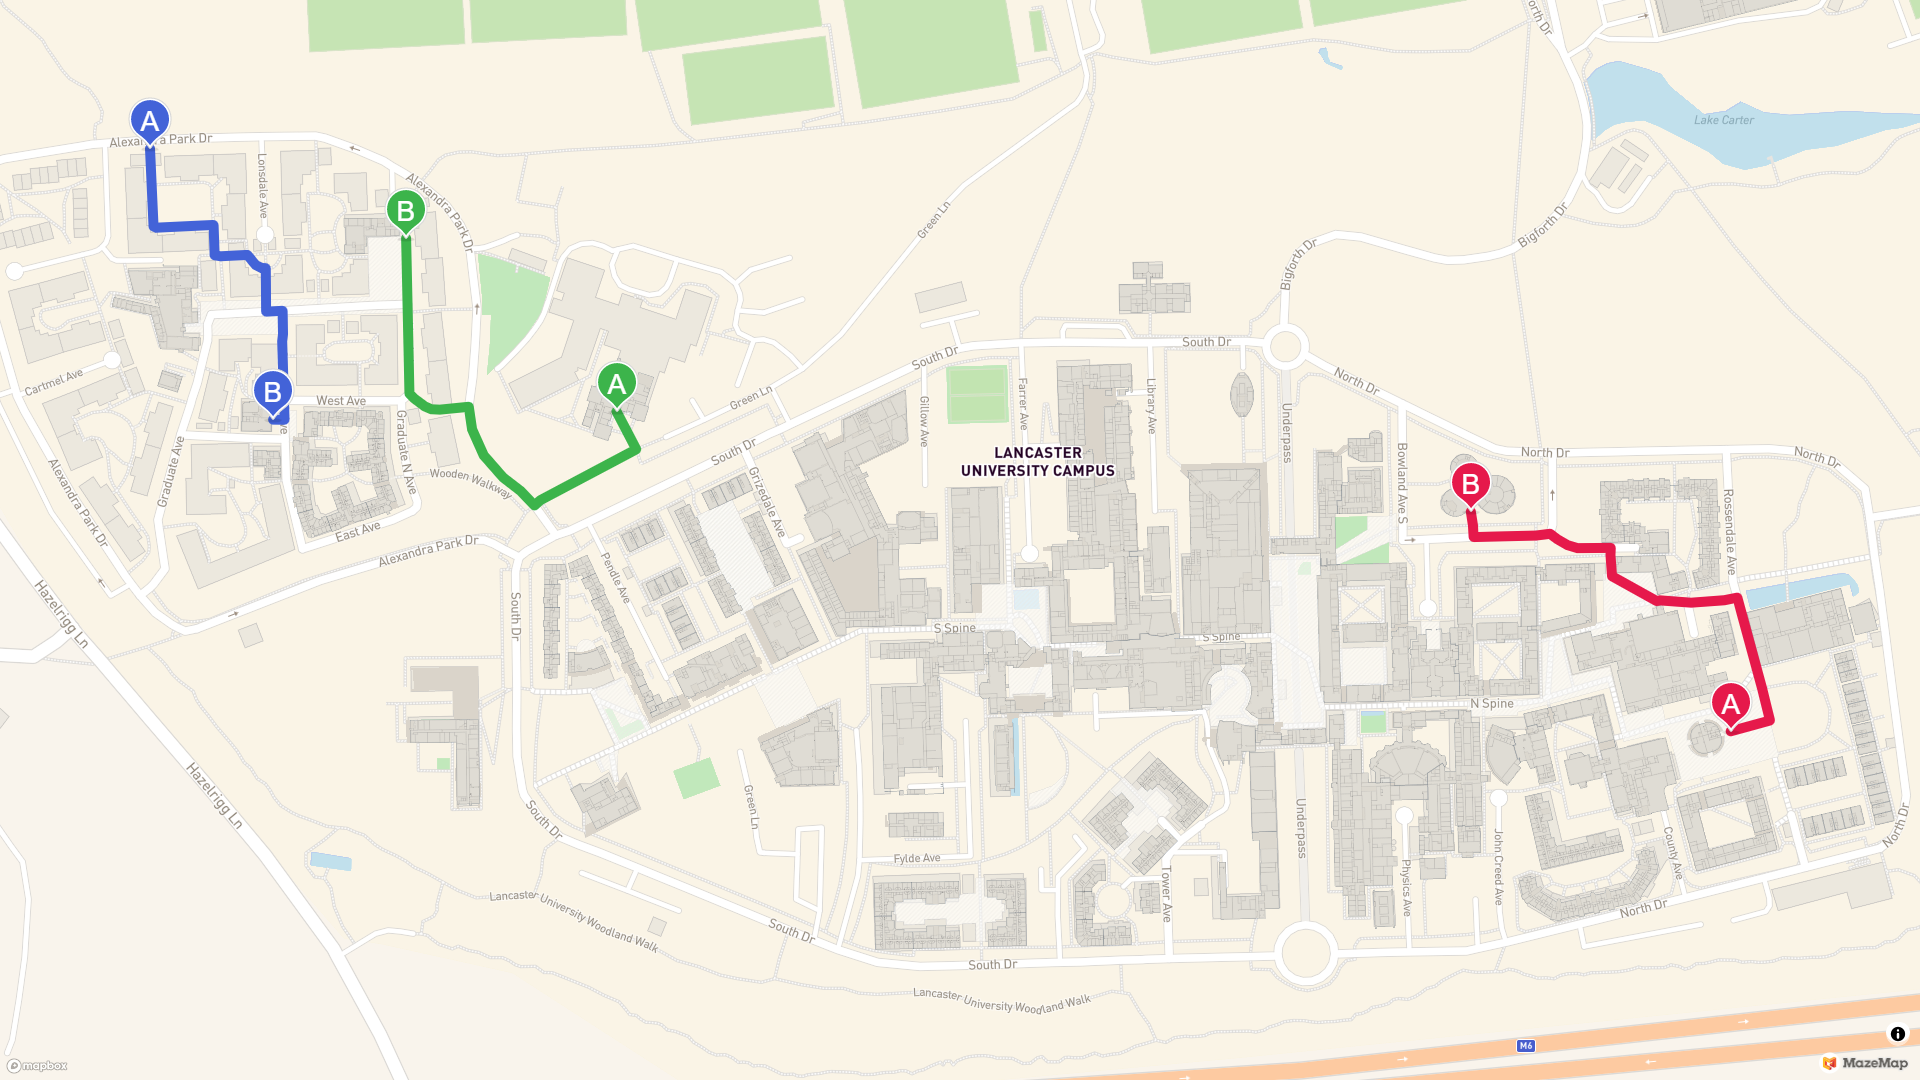 North Dr
Lake Carter
A
Alexandra Park Dr
Lonsdale Ave
Alexandra Park Dr
B
Green Ln
Bigforth Dr
Bigforth Dr
South Dr
South Dr
North Dr
Cartmel Ave
B
A
West Ave
Green Ln
Gillow Ave
Farrer Ave
Library Ave
Underpass
Graduate N Ave
ve
South Dr
LANCASTER
UNIVERSITY CAMPUS
Bowland Ave S
North Dr
North Dr
Graduate Ave
Wooden Walkway
Grizedale Ave
B
Rossendale Ave
Alexandra Park Dr
East Ave
Alexandra Park Dr
Pendle Ave
Hazelrigg Ln
South Dr
S Spine
S Spine
N Spine
A
Hazelrigg Ln
South Dr
Green Ln
Fylde Ave
Underpass
Tower Ave
Physics Ave
John Creed Ave
County Ave
North Dr
North Dr
Lancaster University Woodland Walk
South Dr
South Dr
Lancaster University Woodland Walk
M6
mapbox
MazeMap